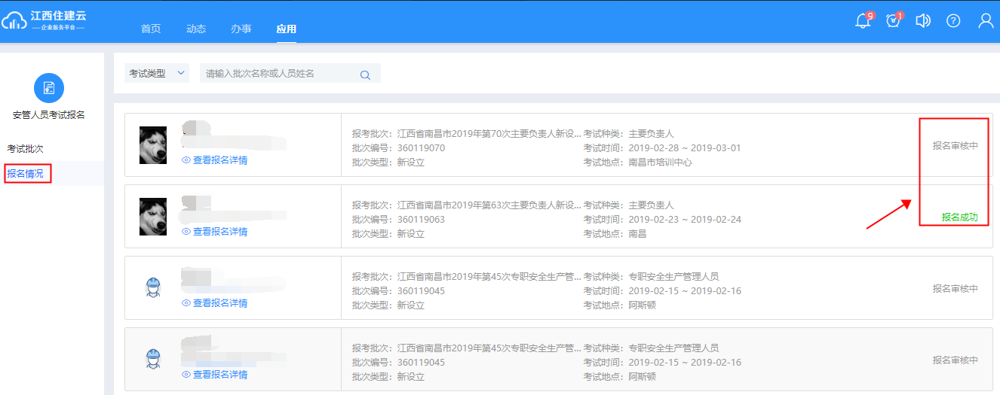 江西住建云
企业服务平台
首页 动态 办事 应用
9 1
考试类型 请输入批次名称或人员姓名
安管人员考试报名
考试批次
报名情况
查看报名详情
报考批次：江西省南昌市2019年第70次主要负责人新设... 考试种类：主要负责人
批次编号：360119070 考试时间：2019-02-28 ~ 2019-03-01
批次类型：新设立 考试地点：南昌市培训中心
报名审核中
查看报名详情
报考批次：江西省南昌市2019年第63次主要负责人新设... 考试种类：主要负责人
批次编号：360119063 考试时间：2019-02-23 ~ 2019-02-24
批次类型：新设立 考试地点：南昌
报名成功
查看报名详情
报考批次：江西省南昌市2019年第45次专职安全生产管... 考试种类：专职安全生产管理人员
批次编号：360119045 考试时间：2019-02-15 ~ 2019-02-16
批次类型：新设立 考试地点：阿斯顿
报名审核中
查看报名详情
报考批次：江西省南昌市2019年第45次专职安全生产管... 考试种类：专职安全生产管理人员
批次编号：360119045 考试时间：2019-02-15 ~ 2019-02-16
批次类型：新设立 考试地点：阿斯顿
报名审核中